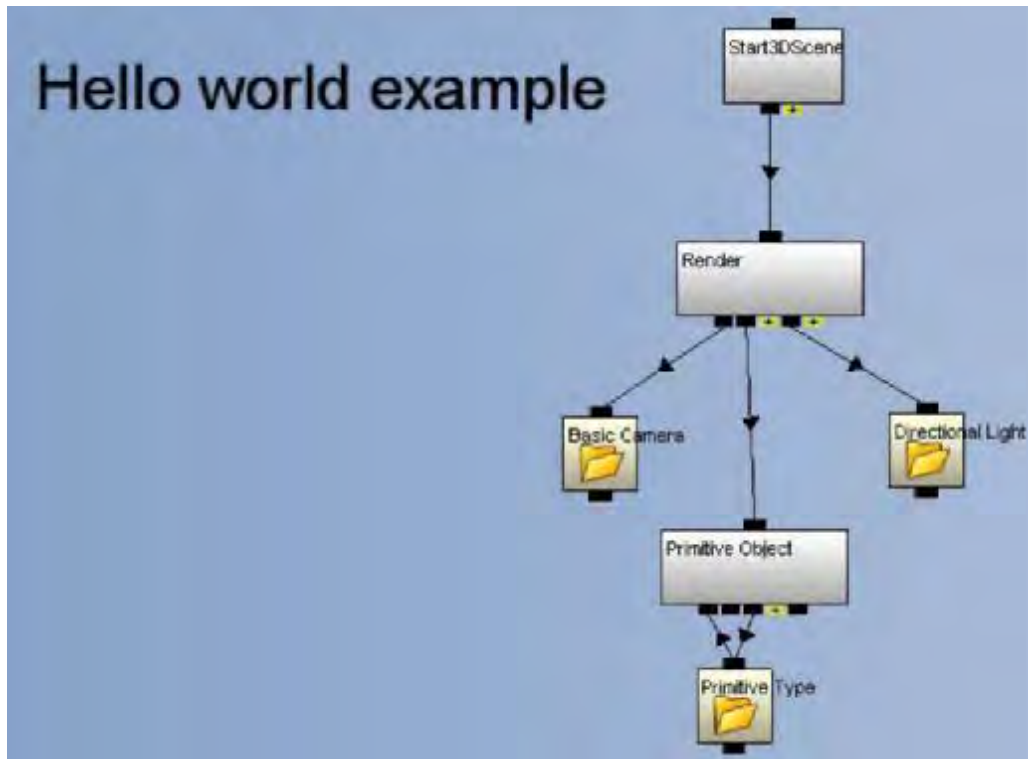 Start3DScene
Hello world example
Render
Basic Camera
Directional Light
Primitive Object
Primitive Type